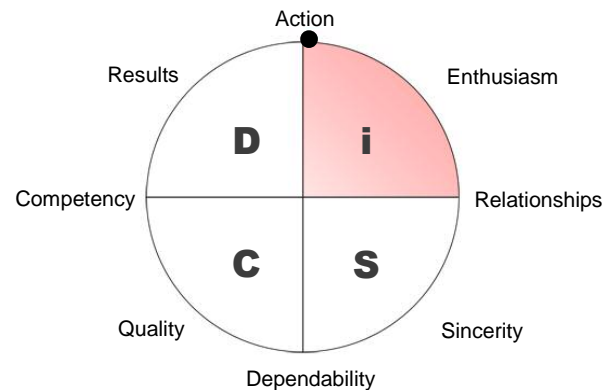 Action
Results
Enthusiasm
D
i
Competency
Relationships
C
S
Quality
Sincerity
Dependability